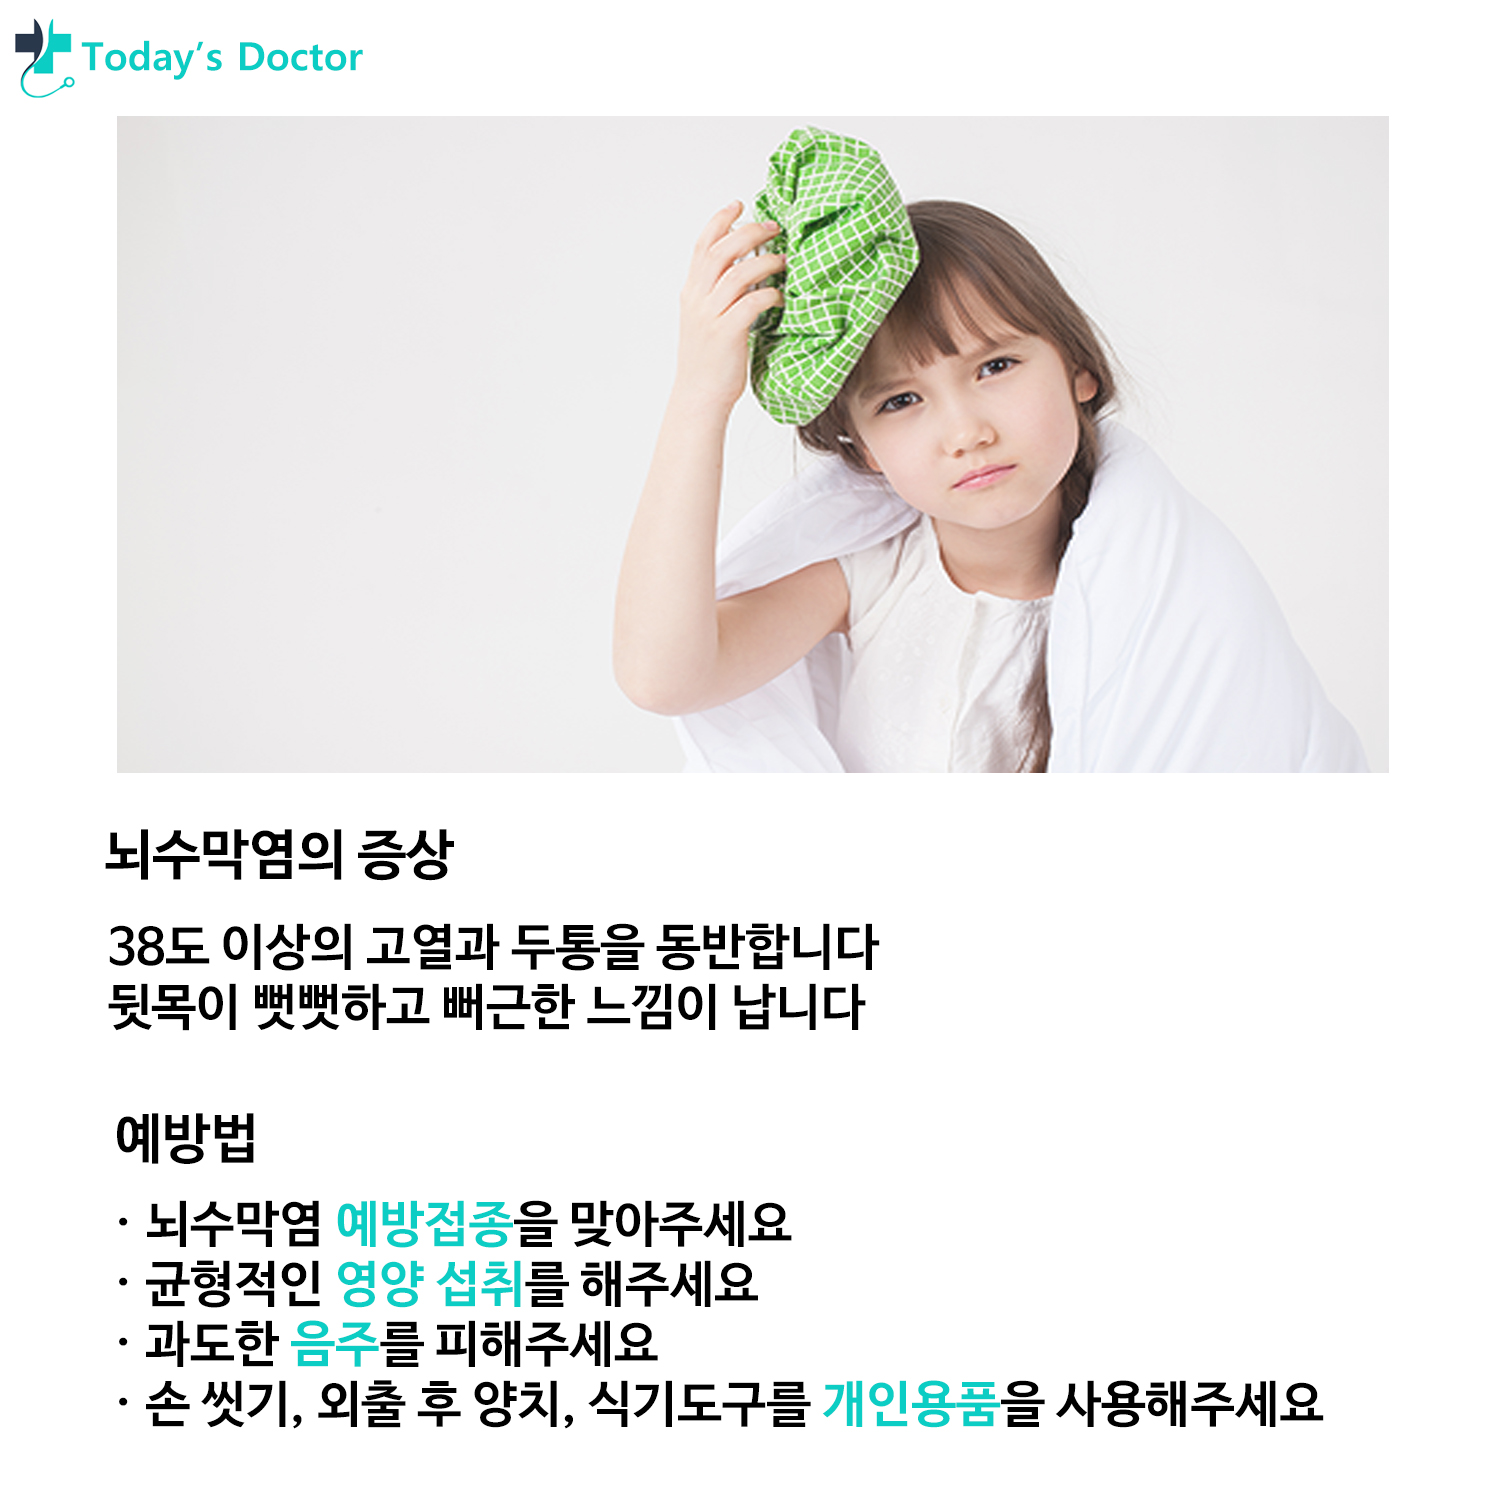 Today's Doctor
뇌수막염의 증상
38도 이상의 고열과 두통을 동반합니다
뒷목이 뻣뻣하고 뻐근한 느낌이 납니다
예방법
· 뇌수막염 예방접종을 맞아주세요
· 균형적인 영양 섭취를 해주세요
· 과도한 음주를 피해주세요
· 손 씻기, 외출 후 양치, 식기도구를 개인용품을 사용해주세요